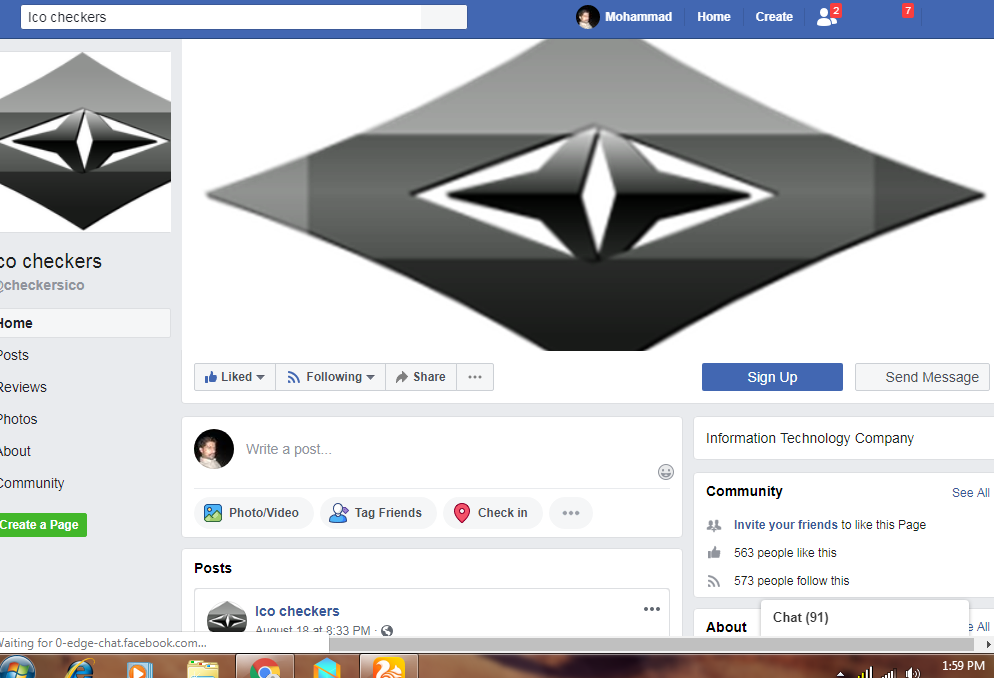 Ico checkers
Mohammad
Home
Create
2
7
co checkers
@checkersico
Home
Posts
Reviews
Photos
About
Community
Create a Page
Liked
Following
Share
Sign Up
Send Message
Write a post...
Photo/Video
Tag Friends
Check in
Posts
Ico checkers
August 18 at 8:33 PM ·
Information Technology Company
Community
See All
Invite your friends to like this Page
563 people like this
573 people follow this
About
e All
Chat (91)
Waiting for 0-edge-chat.facebook.com...
1:59 PM